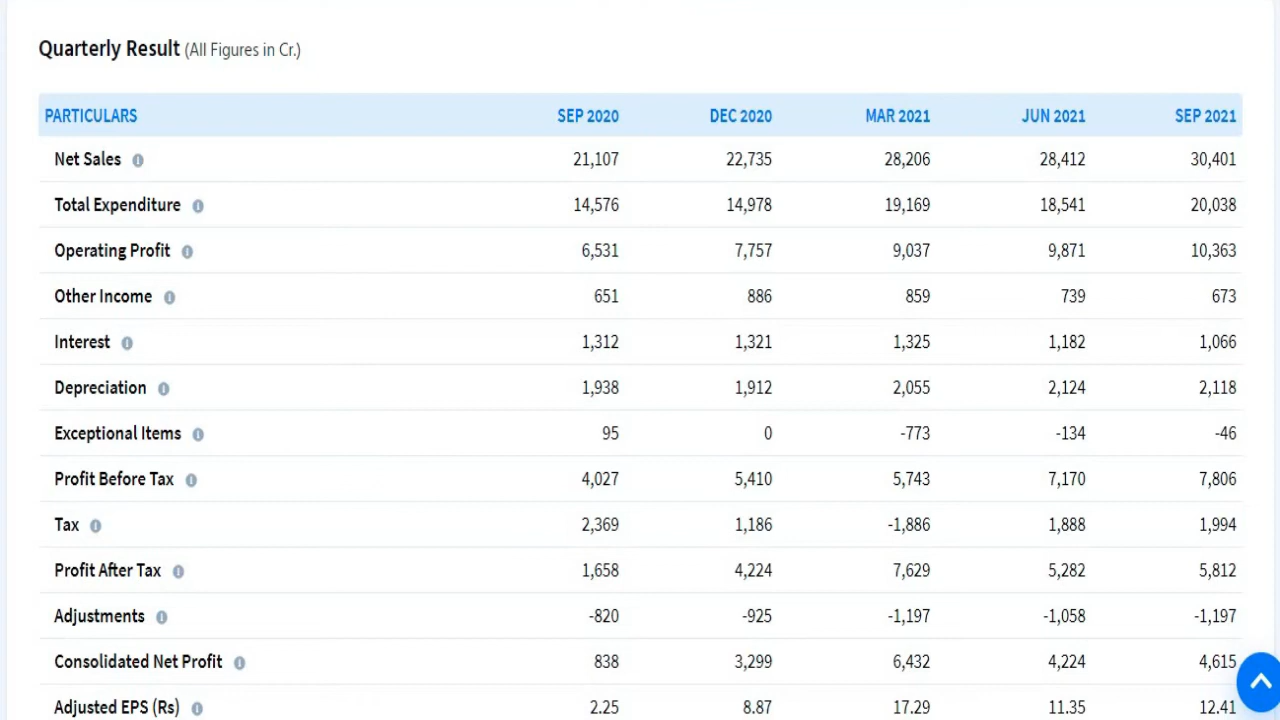 Quarterly Result (All Figures in Cr.)
PARTICULARS SEP 2020 DEC 2020 MAR 2021 JUN 2021 SEP 2021
Net Sales 21,107 22,735 28,206 28,412 30,401
Total Expenditure 14,576 14,978 19,169 18,541 20,038
Operating Profit 6,531 7,757 9,037 9,871 10,363
Other Income 651 886 859 739 673
Interest 1,312 1,321 1,325 1,182 1,066
Depreciation 1,938 1,912 2,055 2,124 2,118
Exceptional Items 95 0 -773 -134 -46
Profit Before Tax 4,027 5,410 5,743 7,170 7,806
Tax 2,369 1,186 -1,886 1,888 1,994
Profit After Tax 1,658 4,224 7,629 5,282 5,812
Adjustments -820 -925 -1,197 -1,058 -1,197
Consolidated Net Profit 838 3,299 6,432 4,224 4,615
Adjusted EPS (Rs) 2.25 8.87 17.29 11.35 12.41